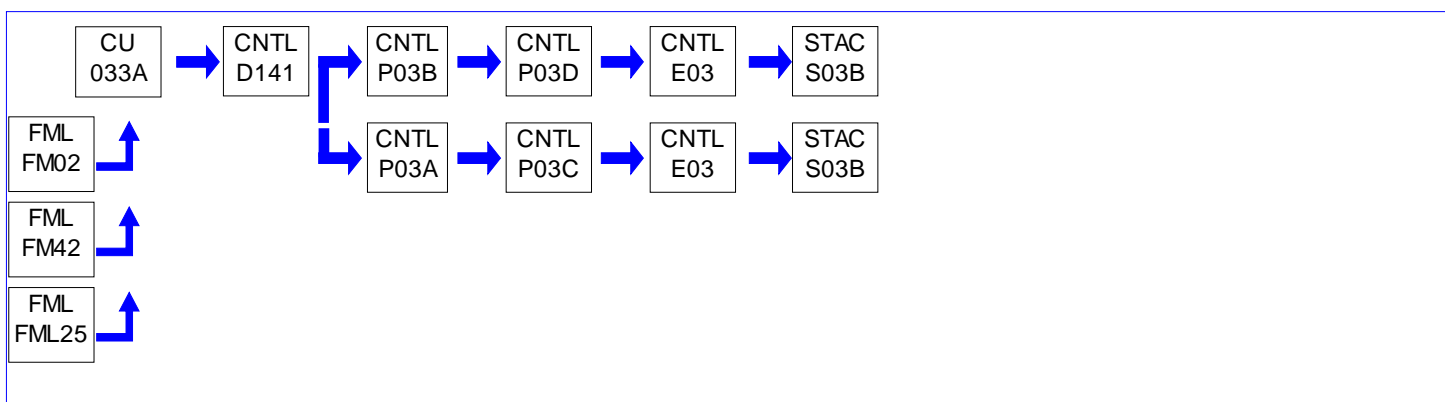 CU
033A
CNTL
D141
CNTL
P03B
CNTL
P03D
CNTL
E03
STAC
S03B
FML
FM02
CNTL
P03A
CNTL
P03C
CNTL
E03
STAC
S03B
FML
FM42
FML
FML25